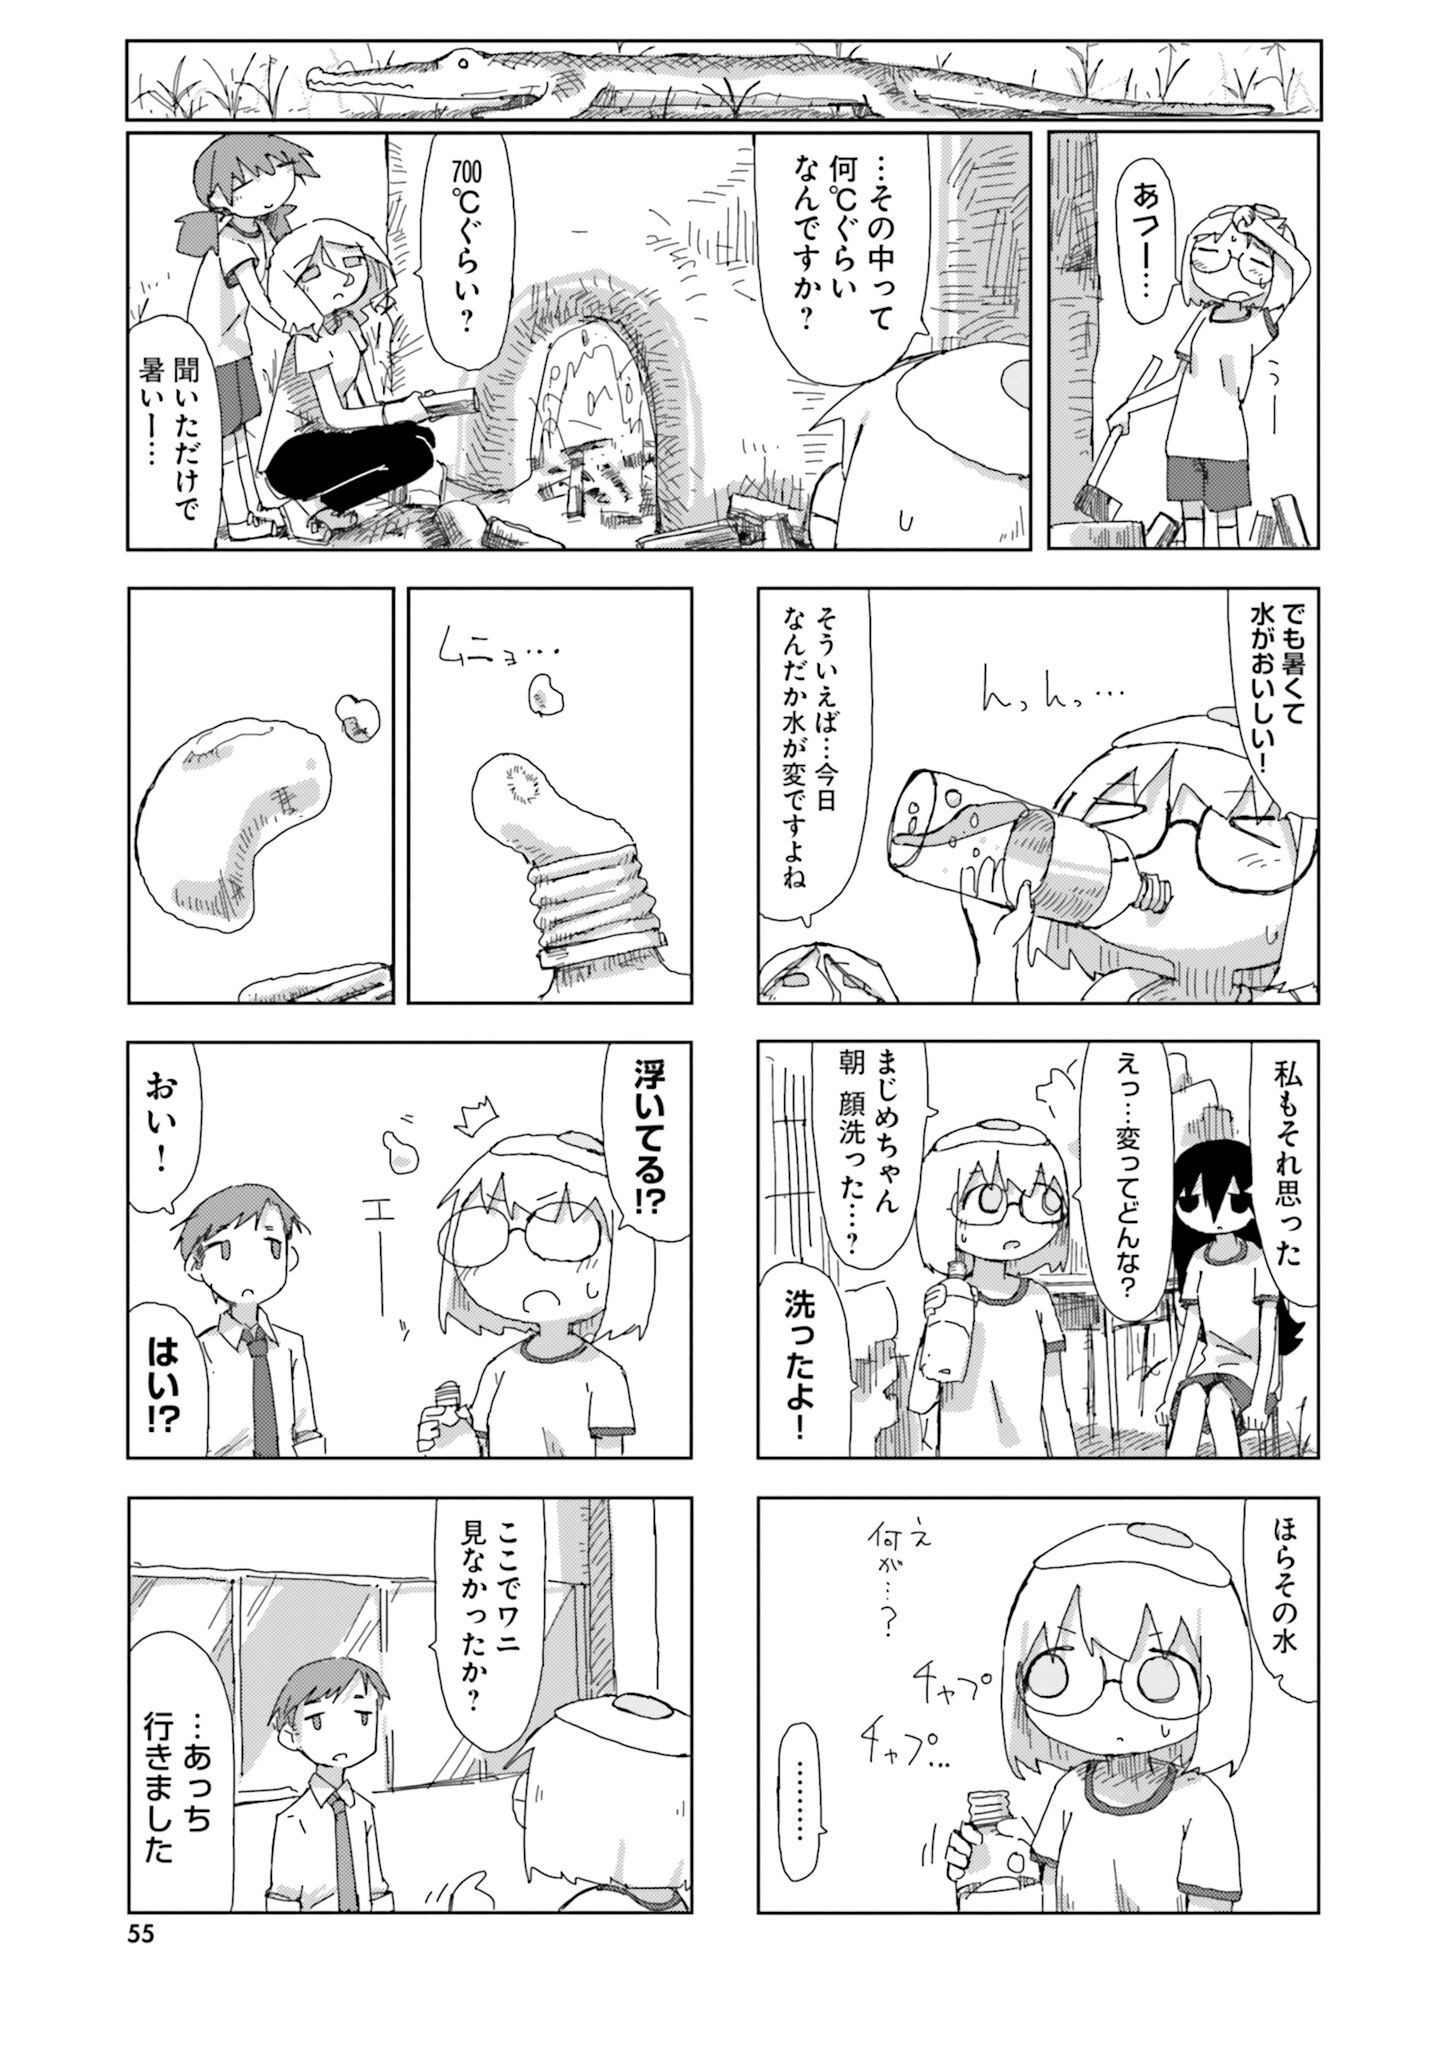 あつー…
うー
…その中って
何℃ぐらい
なんですか？
700℃ぐらい？
聞いただけで
暑いー…
でも暑くて
水がおいしい！
んっんっ…
そういえば…今日
なんだか水が変ですよね
私もそれ思った
えっ…変ってどんな？
まじめちゃん
朝 顔洗った…？
洗ったよ！
ほらその水
え
何が…？
チャプ
チャプ…
………
ムニョ…
浮いてる!?
エーー
おい！
はい!?
ここでワニ
見なかったか？
…あっち
行きました
55